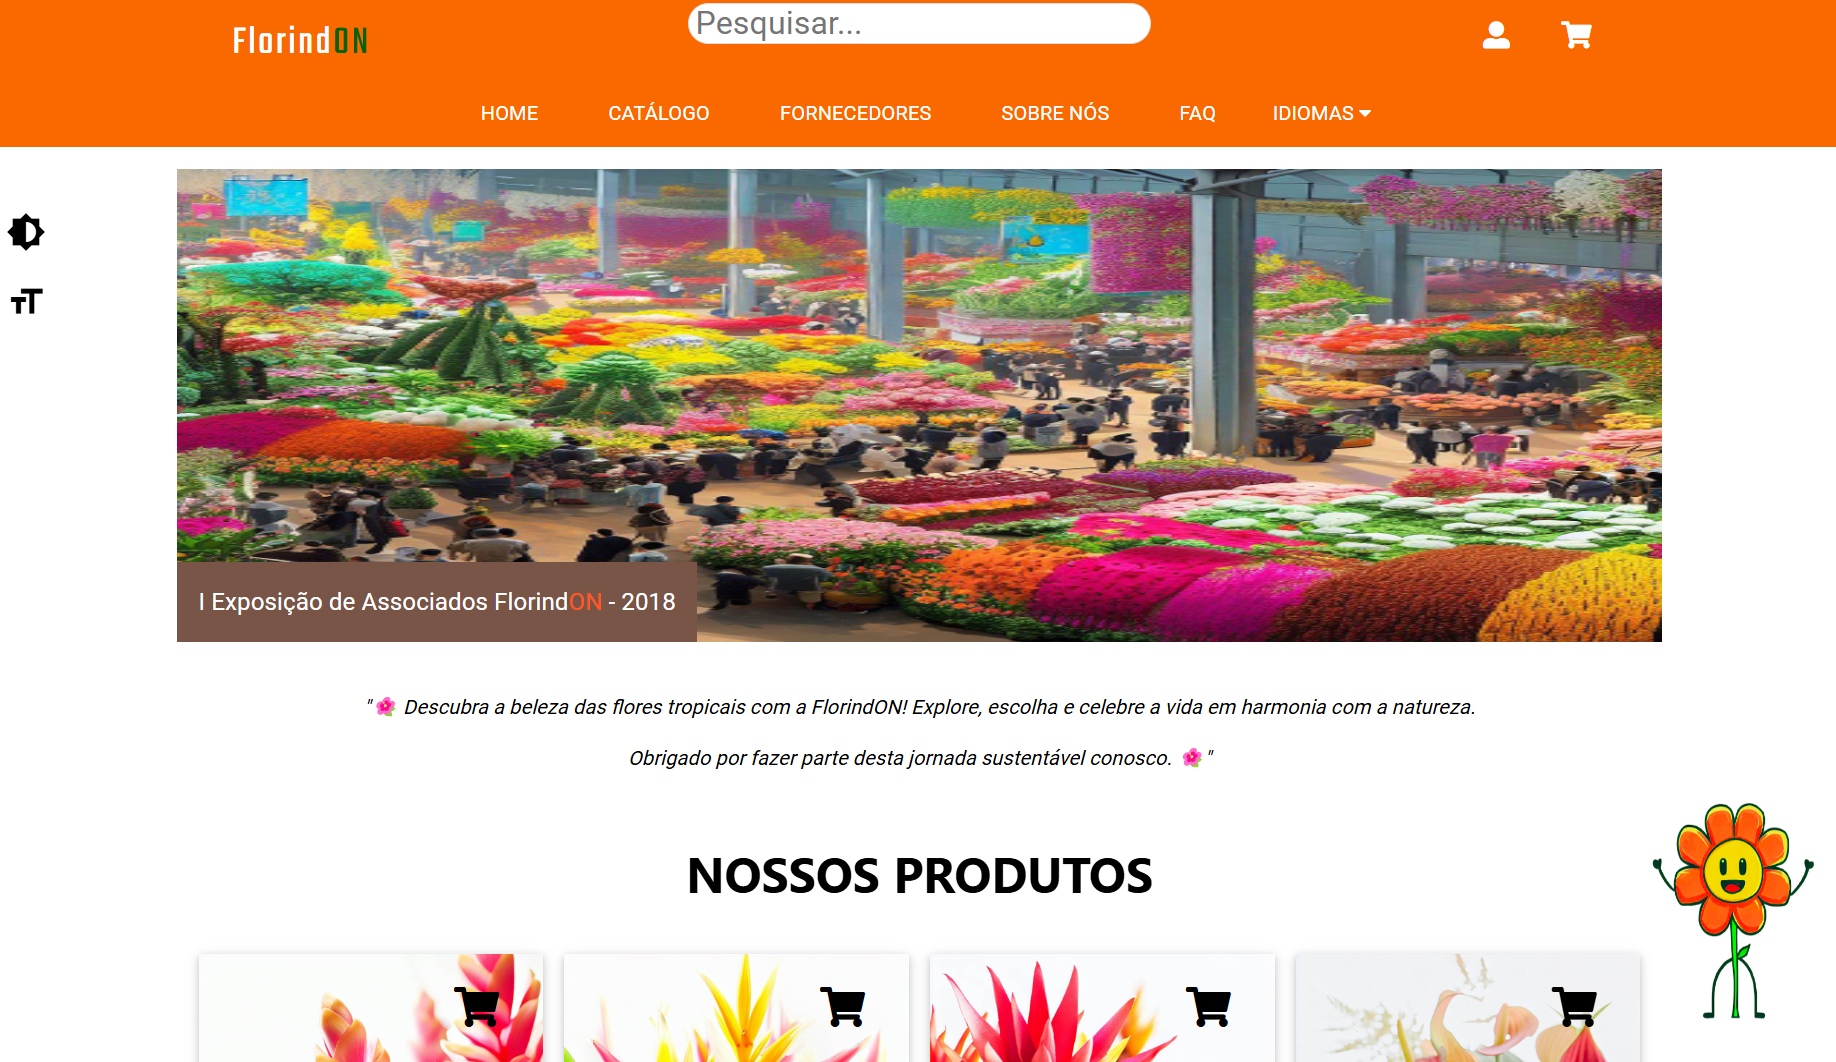 FlorindON
Pesquisar...
HOME CATÁLOGO FORNECEDORES SOBRE NÓS FAQ IDIOMAS
TT
I Exposição de Associados FlorindON - 2018
"🌺 Descubra a beleza das flores tropicais com a FlorindON! Explore, escolha e celebre a vida em harmonia com a natureza.
Obrigado por fazer parte desta jornada sustentável conosco. 🌺"
NOSSOS PRODUTOS